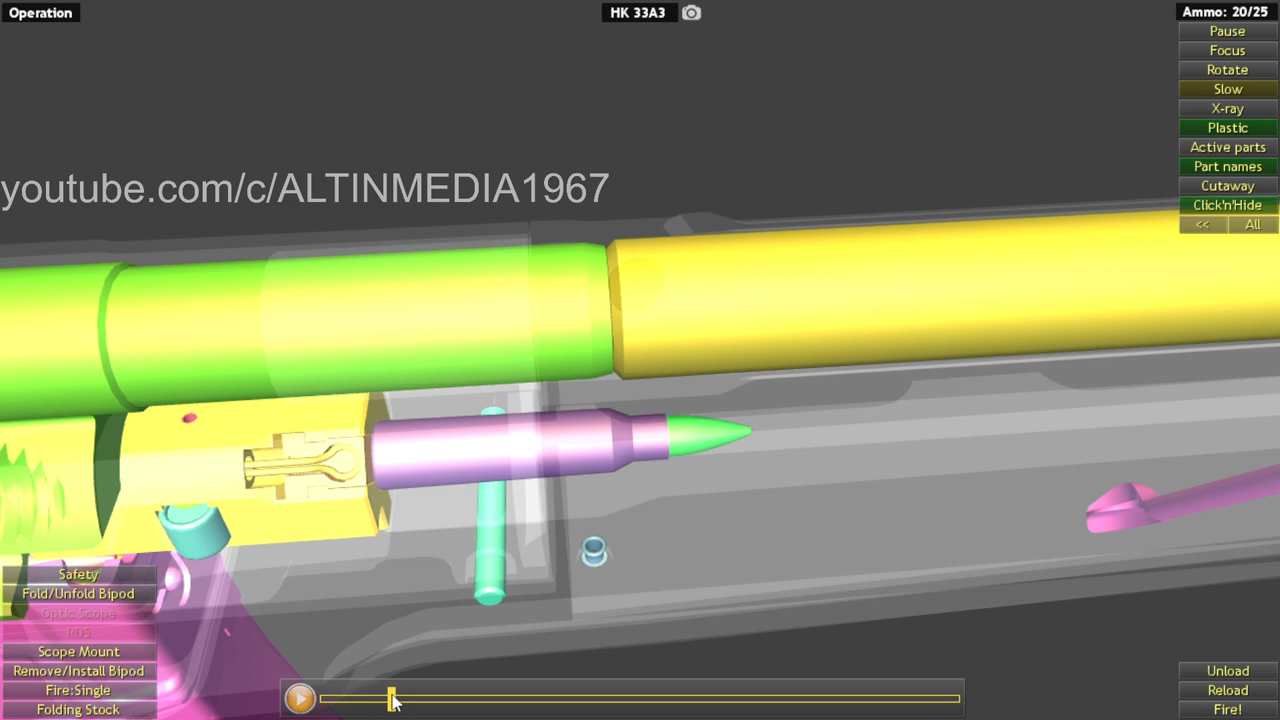 Operation
HK 33A3
Ammo: 20/25
Pause
Focus
Rotate
Slow
X-ray
Plastic
Active parts
Part names
Cutaway
Click'n'Hide
<< All
youtube.com/c/ALTINMEDIA1967
Safety
Fold/Unfold Bipod
Optic Scope
RDS
Scope Mount
Remove/Install Bipod
Fire:Single
Folding Stock
Unload
Reload
Fire!